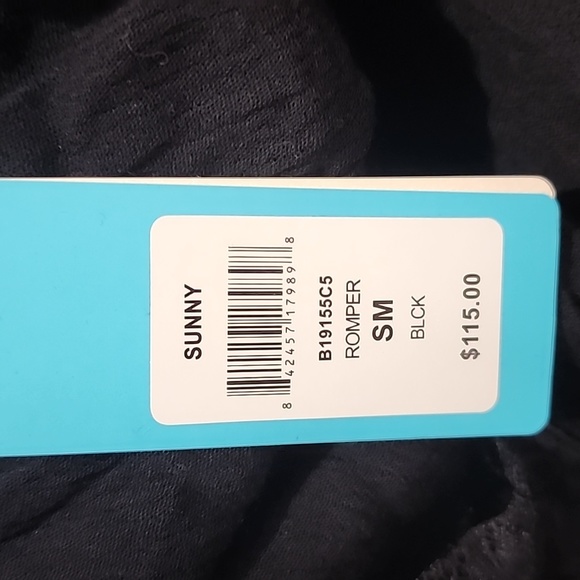 SUNNY
8 42457 17989 8
B19155C5
ROMPER
SM
BLCK
$115.00